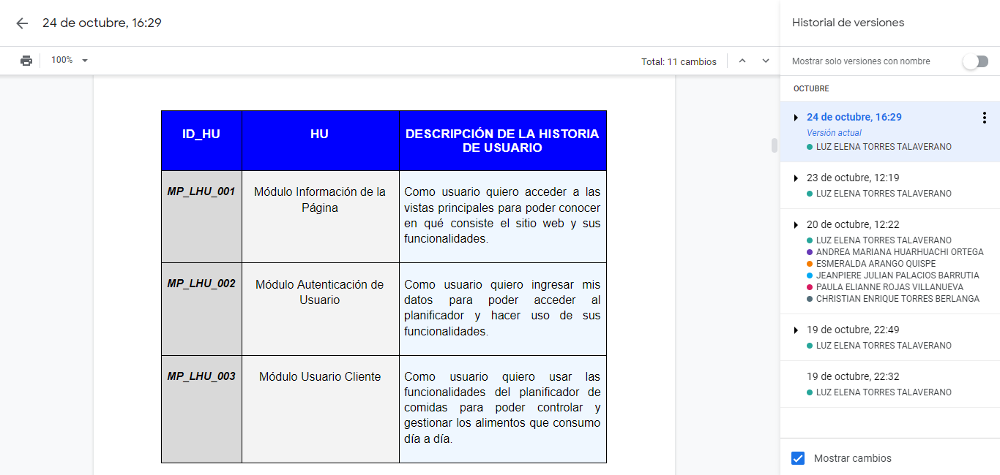 24 de octubre, 16:29
100%
Total: 11 cambios
ID_HU
HU
DESCRIPCIÓN DE LA HISTORIA
DE USUARIO
MP_LHU_001
Módulo Información de la
Página
Como usuario quiero acceder a las
vistas principales para poder conocer
en qué consiste el sitio web y sus
funcionalidades.
MP_LHU_002
Módulo Autenticación de
Usuario
Como usuario quiero ingresar mis
datos para poder acceder al
planificador y hacer uso de sus
funcionalidades.
MP_LHU_003
Módulo Usuario Cliente
Como usuario quiero usar las
funcionalidades del planificador de
comidas para poder controlar y
gestionar los alimentos que consumo
día a día.
Historial de versiones
Mostrar solo versiones con nombre
OCTUBRE
24 de octubre, 16:29
Versión actual
LUZ ELENA TORRES TALAVERANO
23 de octubre, 12:19
LUZ ELENA TORRES TALAVERANO
20 de octubre, 12:22
LUZ ELENA TORRES TALAVERANO
ANDREA MARIANA HUARHUACHI ORTEGA
ESMERALDA ARANGO QUISPE
JEANPIERE JULIAN PALACIOS BARRUTIA
PAULA ELIANNE ROJAS VILLANUEVA
CHRISTIAN ENRIQUE TORRES BERLANGA
19 de octubre, 22:49
LUZ ELENA TORRES TALAVERANO
19 de octubre, 22:32
LUZ ELENA TORRES TALAVERANO
Mostrar cambios